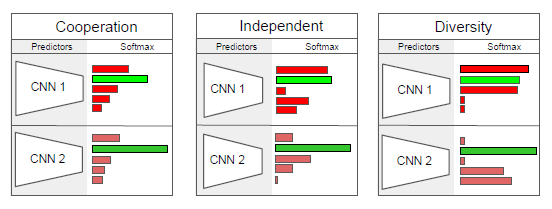 Cooperation
Predictors Softmax
CNN 1
CNN 2
Independent
Predictors Softmax
CNN 1
CNN 2
Diversity
Predictors Softmax
CNN 1
CNN 2